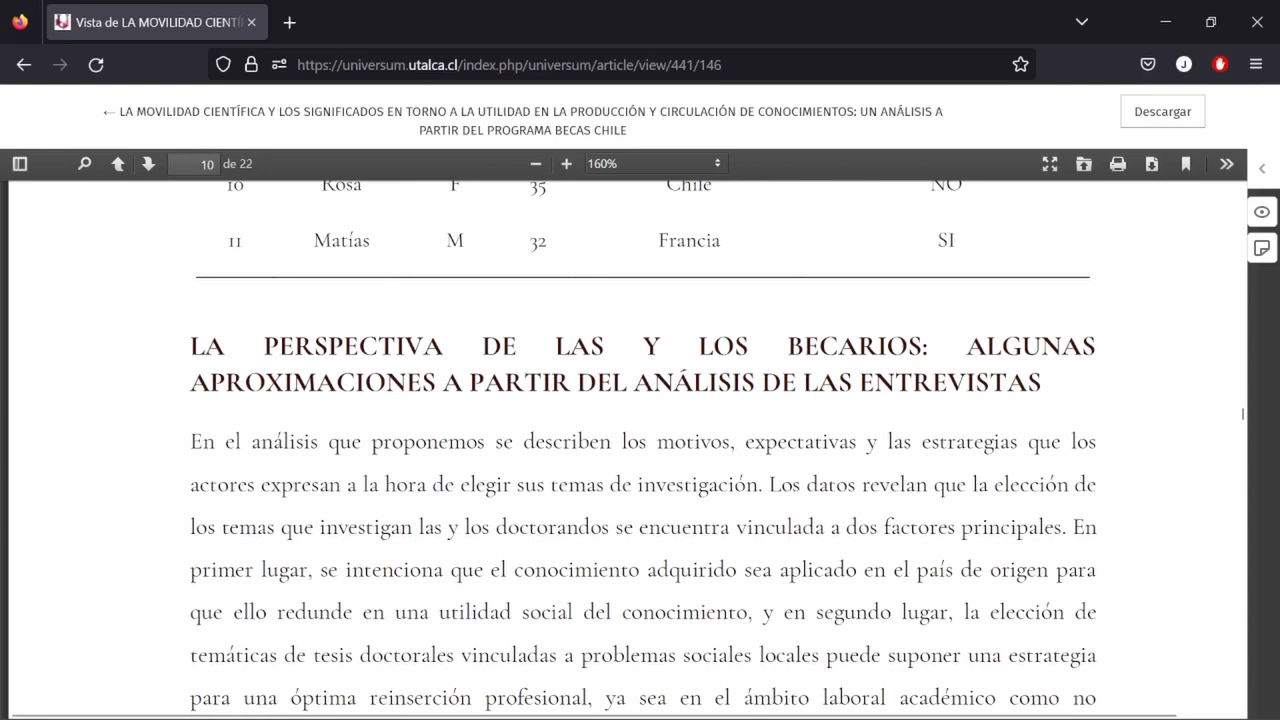 Vista de LA MOVILIDAD CIENTÍFI
https://universum.utalca.cl/index.php/universum/article/view/441/146
J
← LA MOVILIDAD CIENTÍFICA Y LOS SIGNIFICADOS EN TORNO A LA UTILIDAD EN LA PRODUCCIÓN Y CIRCULACIÓN DE CONOCIMIENTOS: UN ANÁLISIS A
PARTIR DEL PROGRAMA BECAS CHILE
Descargar
10 de 22
160%
10 Rosa F 35 Chile NO
11 Matías M 32 Francia SI
LA PERSPECTIVA DE LAS Y LOS BECARIOS: ALGUNAS
APROXIMACIONES A PARTIR DEL ANÁLISIS DE LAS ENTREVISTAS
En el análisis que proponemos se describen los motivos, expectativas y las estrategias que los
actores expresan a la hora de elegir sus temas de investigación. Los datos revelan que la elección de
los temas que investigan las y los doctorandos se encuentra vinculada a dos factores principales. En
primer lugar, se intenciona que el conocimiento adquirido sea aplicado en el país de origen para
que ello redunde en una utilidad social del conocimiento, y en segundo lugar, la elección de
temáticas de tesis doctorales vinculadas a problemas sociales locales puede suponer una estrategia
para una óptima reinserción profesional, ya sea en el ámbito laboral académico como no